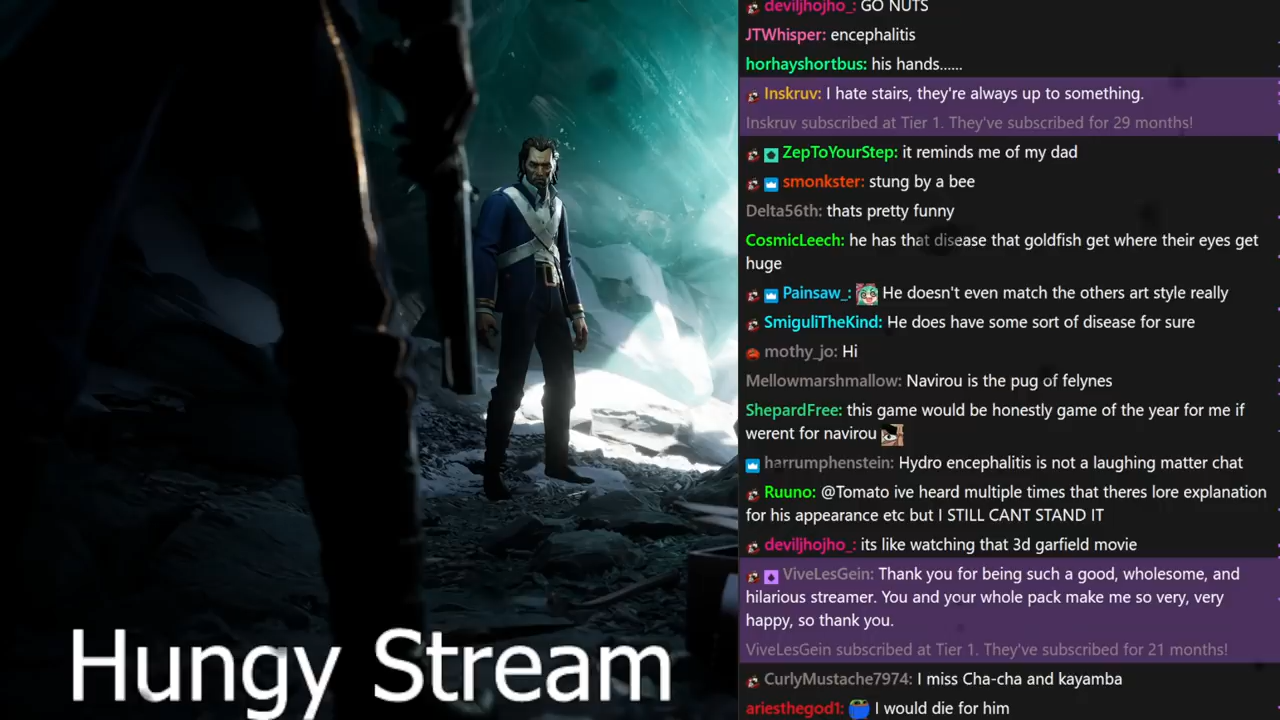 deviljhojho_: GO NUTS
JTWhisper: encephalitis
horhayshortbus: his hands......
Inskruv: I hate stairs, they're always up to something.
Inskruv subscribed at Tier 1. They've subscribed for 29 months!
ZepToYourStep: it reminds me of my dad
smonkster: stung by a bee
Delta56th: thats pretty funny
CosmicLeech: he has that disease that goldfish get where their eyes get
huge
Painsaw_: He doesn't even match the others art style really
SmiguliTheKind: He does have some sort of disease for sure
mothy_jo: Hi
Mellowmarshmallow: Navirou is the pug of felynes
ShepardFree: this game would be honestly game of the year for me if
werent for navirou
harrumphenstein: Hydro encephalitis is not a laughing matter chat
Ruuno: @Tomato ive heard multiple times that theres lore explanation
for his appearance etc but I STILL CANT STAND IT
deviljhojho_: its like watching that 3d garfield movie
ViveLesGein: Thank you for being such a good, wholesome, and
hilarious streamer. You and your whole pack make me so very, very
happy, so thank you.
ViveLesGein subscribed at Tier 1. They've subscribed for 21 months!
CurlyMustache7974: I miss Cha-cha and kayamba
ariesthegod1: I would die for him
Hungy Stream